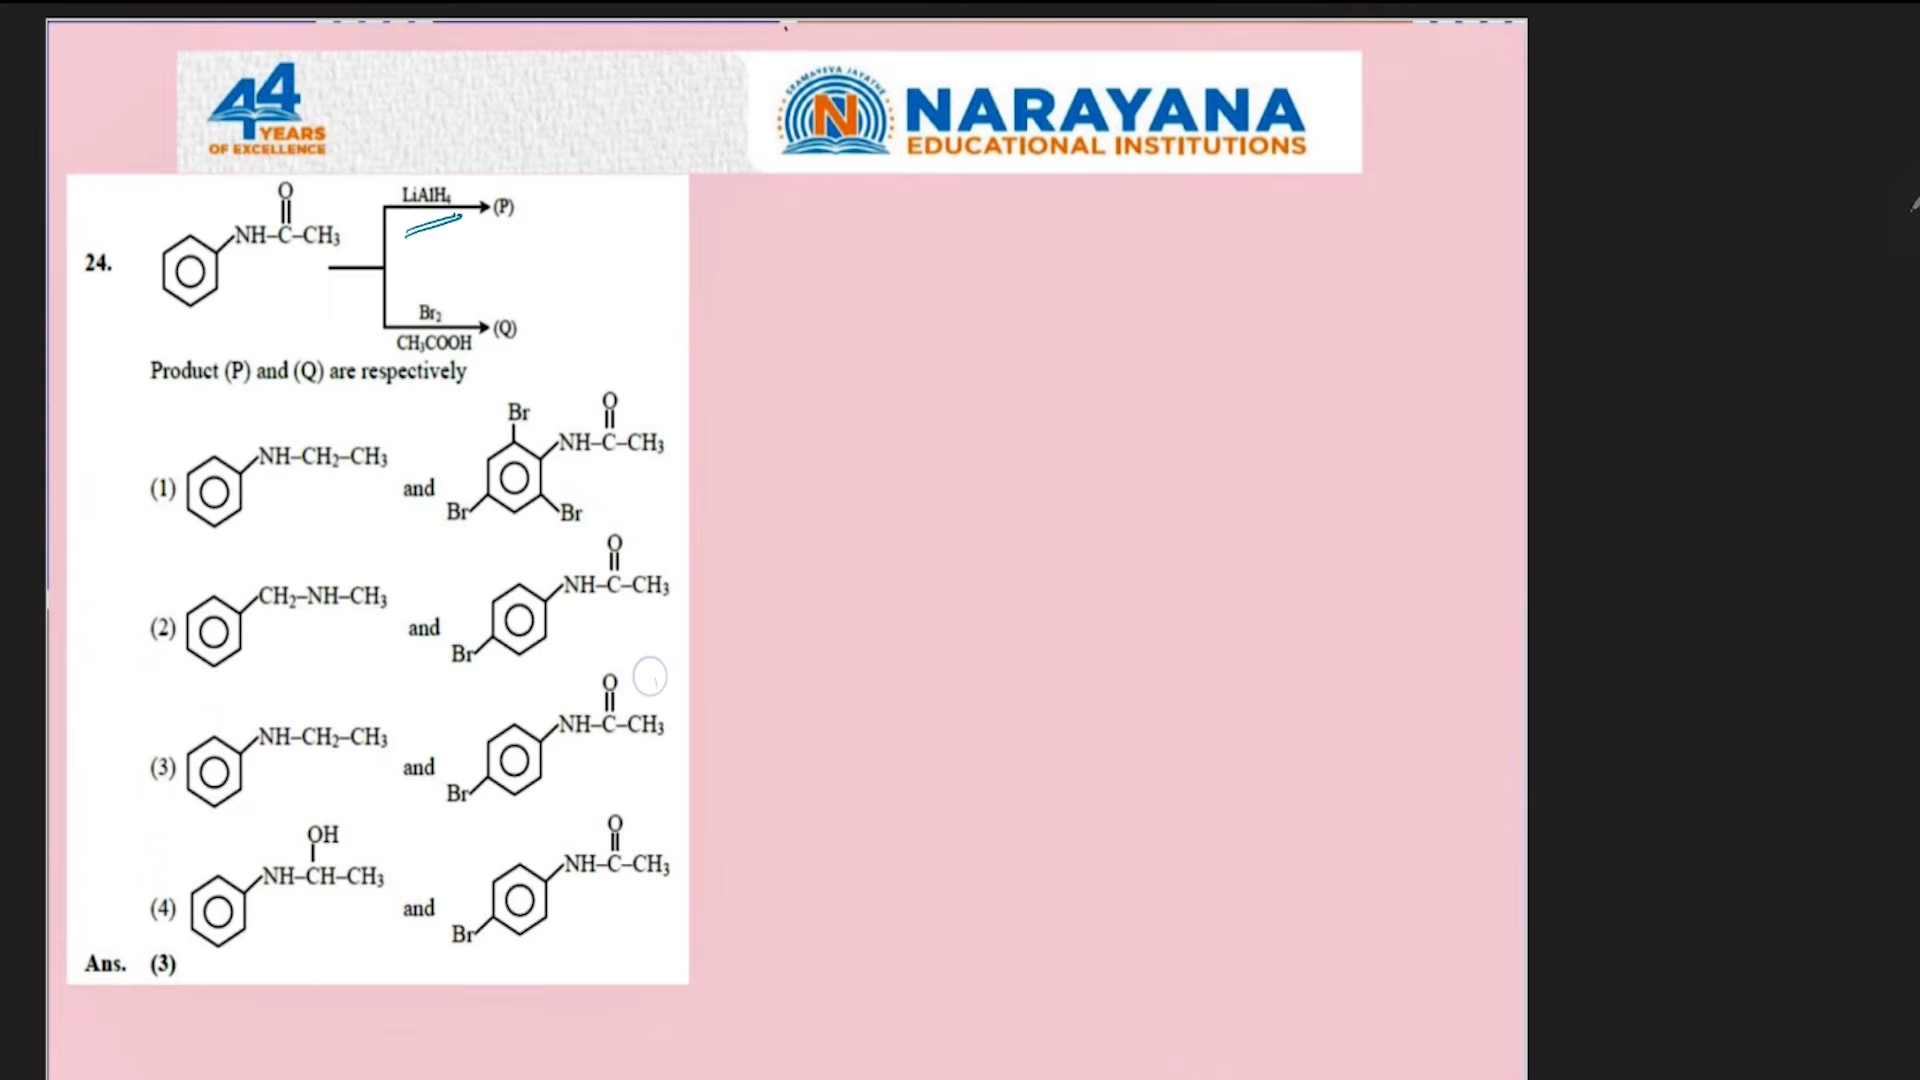 44
YEARS
OF EXCELLENCE
SRAMAYEVA JAYATHE
N
NARAYANA
EDUCATIONAL INSTITUTIONS
24.
O
NH–C–CH₃
LiAlH₄
(P)
Br₂
CH₃COOH
(Q)
Product (P) and (Q) are respectively
(1)
NH–CH₂–CH₃
and
Br
O
NH–C–CH₃
Br
Br
(2)
CH₂–NH–CH₃
and
O
NH–C–CH₃
Br
(3)
NH–CH₂–CH₃
and
O
NH–C–CH₃
Br
(4)
OH
NH–CH–CH₃
and
O
NH–C–CH₃
Br
Ans. (3)